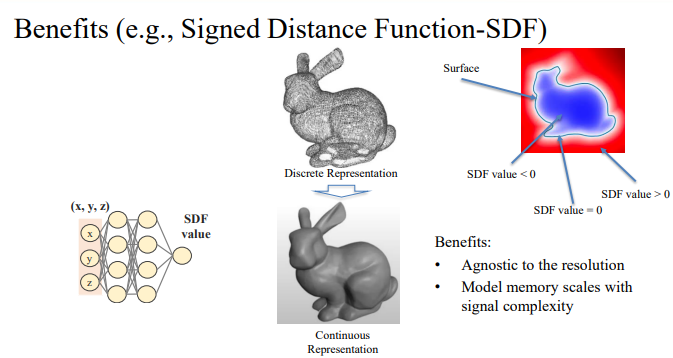 Benefits (e.g., Signed Distance Function-SDF)
Surface
Discrete Representation
SDF value < 0
SDF value > 0
SDF value = 0
(x, y, z)
x
y
z
SDF
value
Continuous
Representation
Benefits:
• Agnostic to the resolution
• Model memory scales with
signal complexity